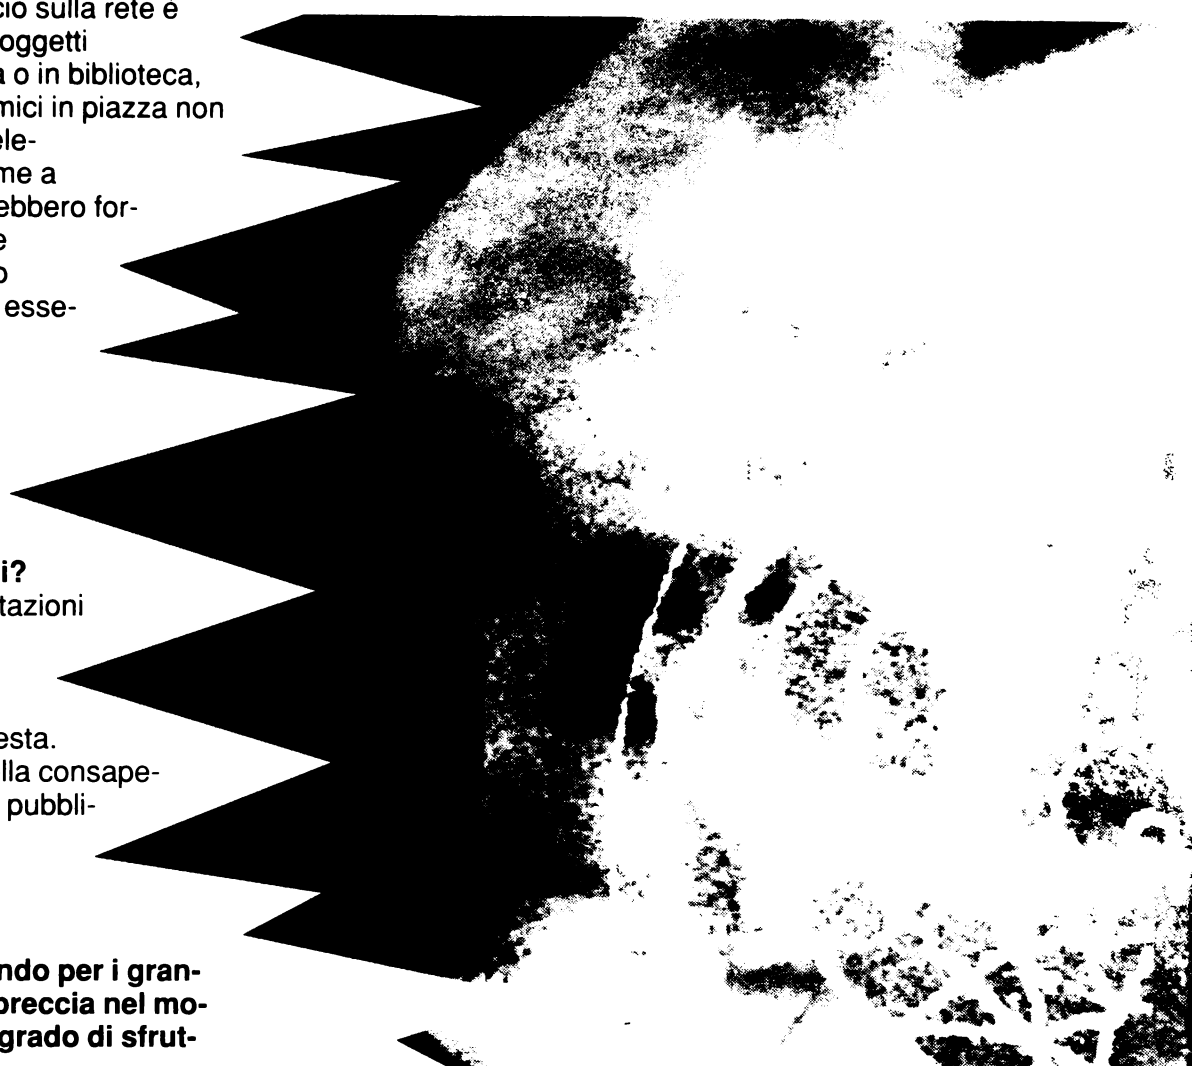 cio sulla rete è
oggetti
a o in biblioteca,
mici in piazza non
ele-
me a
ebbero for-
e
o
esse-
i?
tazioni
esta.
lla consape-
pubbli-
ndo per i gran-
breccia nel mo-
grado di sfrut-